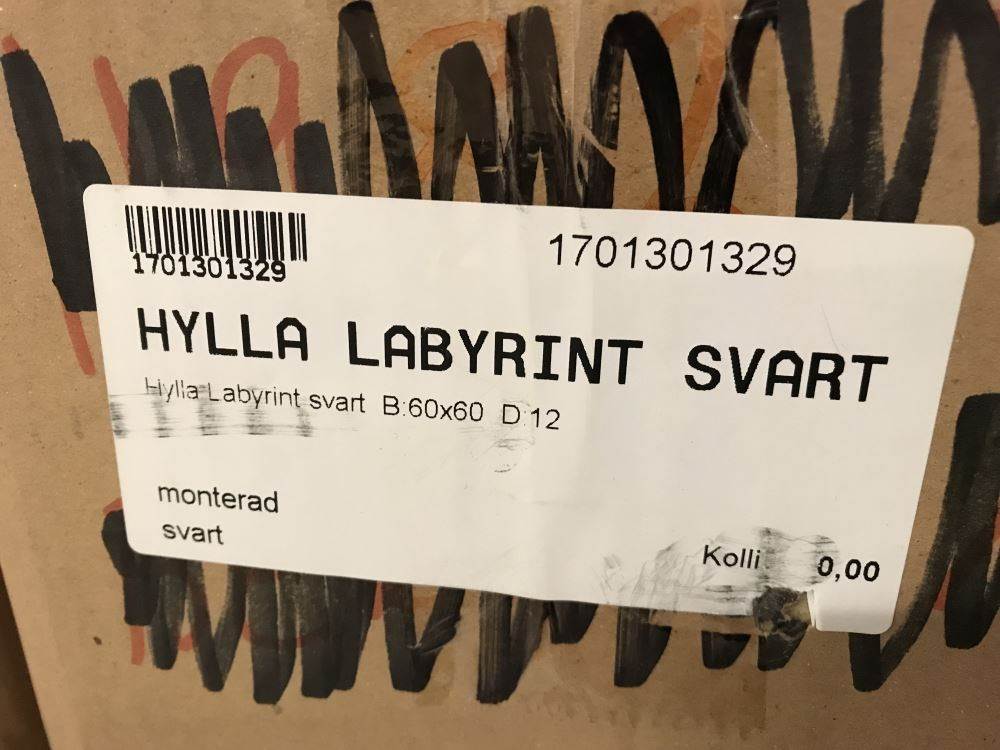 1701301329
1701301329
HYLLA LABYRINT SVART
Hylla Labyrint svart B:60x60 D:12
monterad
svart
Kolli 0,00